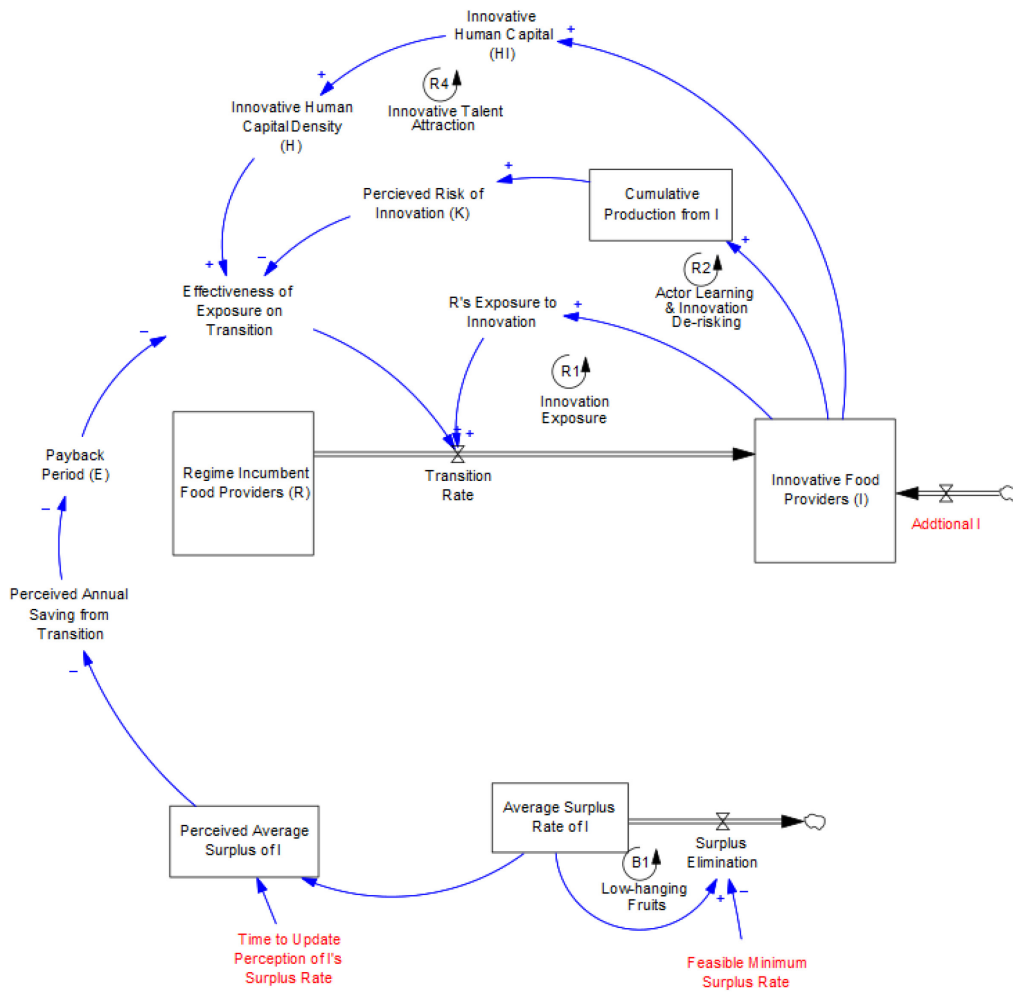 Innovative
Human Capital
(HI)
+
+
R4
Innovative Talent
Attraction
Innovative Human
Capital Density
(H)
+
Percieved Risk of
Innovation (K)
Cumulative
Production from I
+
−
+
R2
Actor Learning
& Innovation
De-risking
Effectiveness of
Exposure on
Transition
R's Exposure to
Innovation
+
−
R1
Innovation
Exposure
Payback
Period (E)
Regime Incumbent
Food Providers (R)
+
+
Transition
Rate
Innovative Food
Providers (I)
Addtional I
−
Perceived Annual
Saving from
Transition
−
Perceived Average
Surplus of I
Average Surplus
Rate of I
Surplus
Elimination
B1
Low-hanging
Fruits
+
−
Time to Update
Perception of I's
Surplus Rate
Feasible Minimum
Surplus Rate